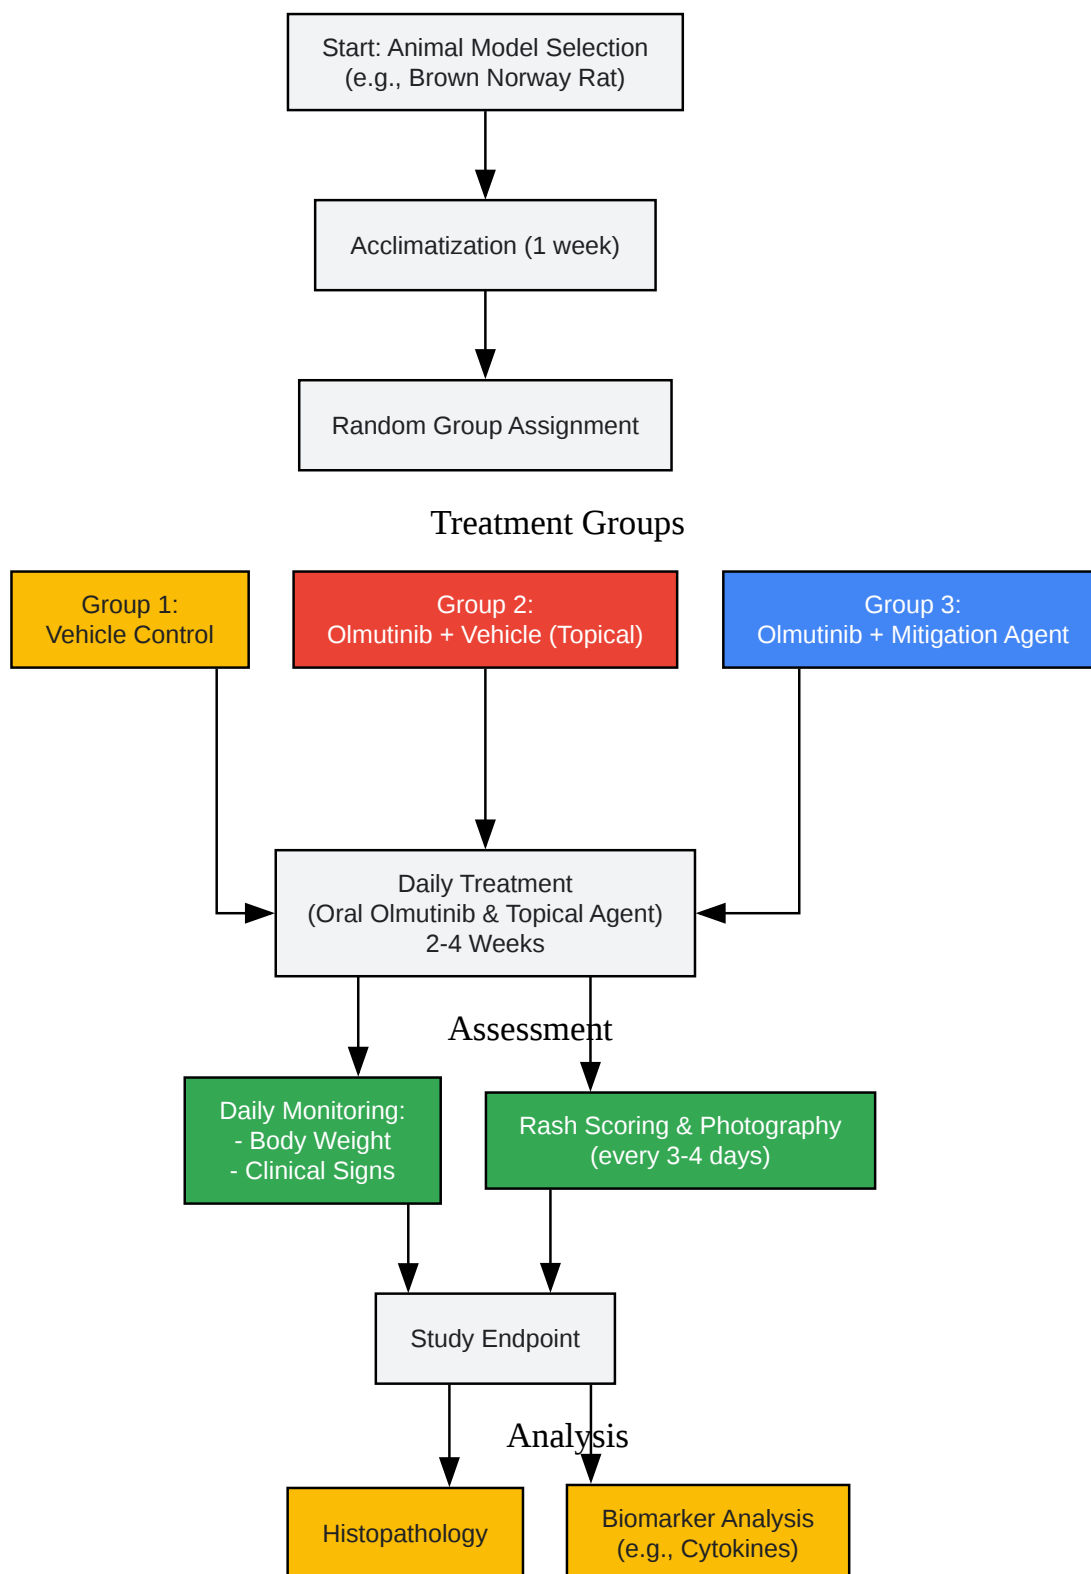 Start: Animal Model Selection
(e.g., Brown Norway Rat)
Acclimatization (1 week)
Random Group Assignment
Treatment Groups
Group 1:
Vehicle Control
Group 2:
Olmutinib + Vehicle (Topical)
Group 3:
Olmutinib + Mitigation Agent
Daily Treatment
(Oral Olmutinib & Topical Agent)
2-4 Weeks
Assessment
Daily Monitoring:
- Body Weight
- Clinical Signs
Rash Scoring & Photography
(every 3-4 days)
Study Endpoint
Analysis
Histopathology
Biomarker Analysis
(e.g., Cytokines)